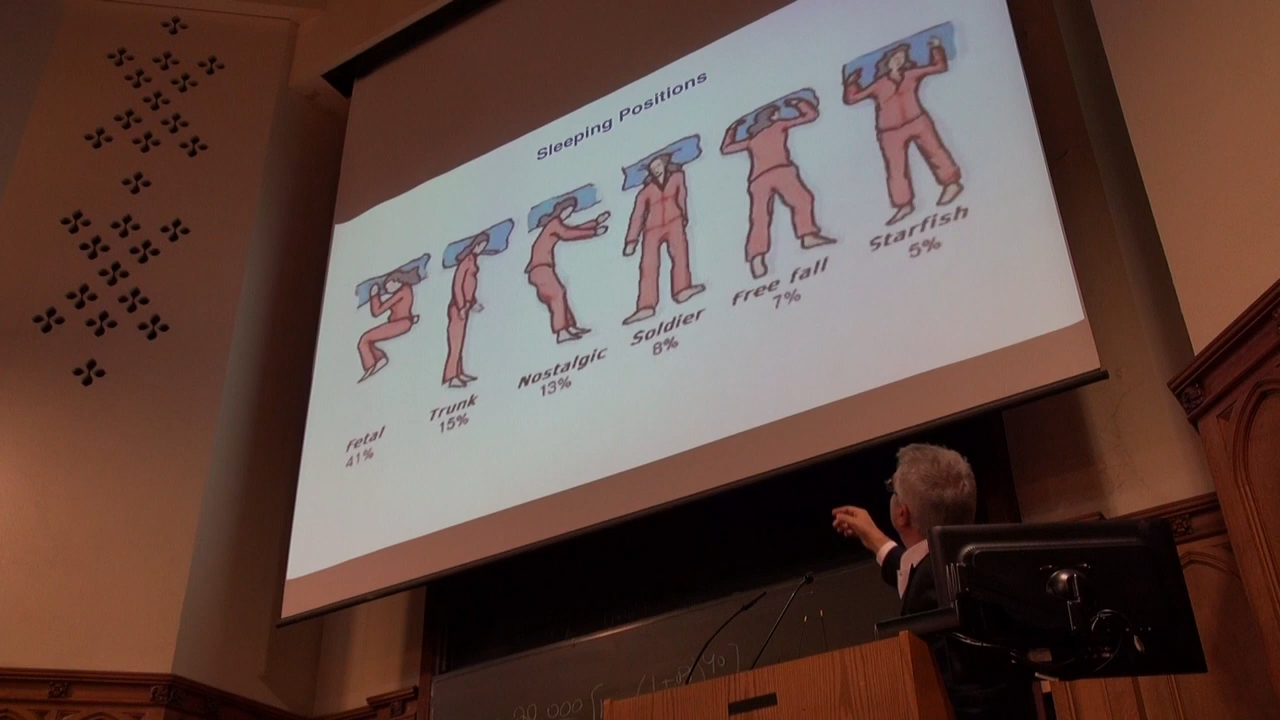 Sleeping Positions
Fetal
41%
Trunk
15%
Nostalgic
13%
Soldier
8%
Free fall
7%
Starfish
5%